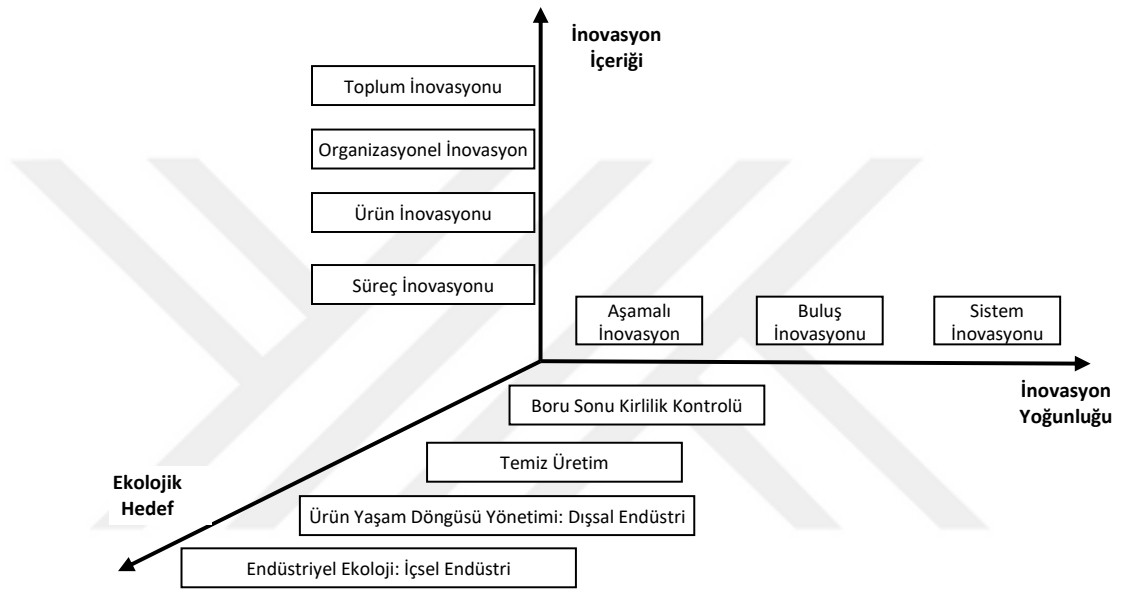 İnovasyon
İçeriği
Toplum İnovasyonu
Organizasyonel İnovasyon
Ürün İnovasyonu
Süreç İnovasyonu
Aşamalı
İnovasyon
Buluş
İnovasyonu
Sistem
İnovasyonu
İnovasyon
Yoğunluğu
Boru Sonu Kirlilik Kontrolü
Temiz Üretim
Ekolojik
Hedef
Ürün Yaşam Döngüsü Yönetimi: Dışsal Endüstri
Endüstriyel Ekoloji: İçsel Endüstri